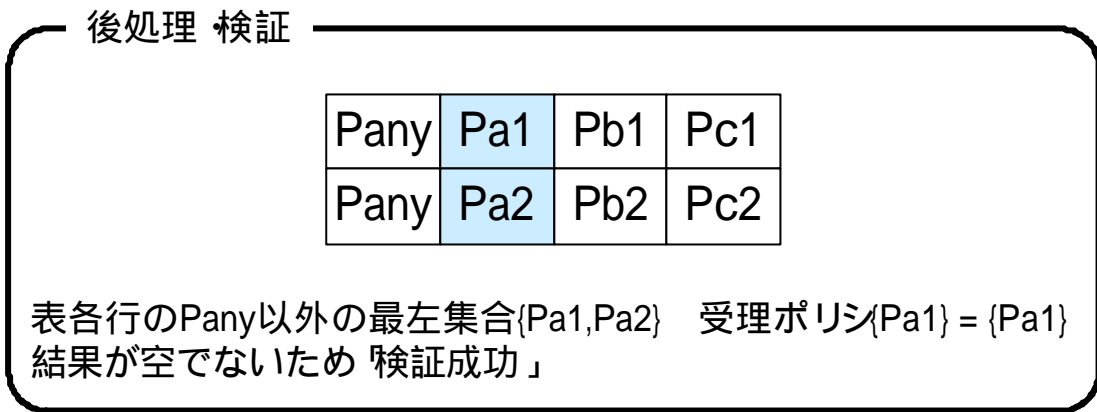 後処理・検証
Pany Pa1 Pb1 Pc1
Pany Pa2 Pb2 Pc2
表各行のPany以外の最左集合{Pa1,Pa2} 受理ポリシ{Pa1} = {Pa1}
結果が空でないため「検証成功」